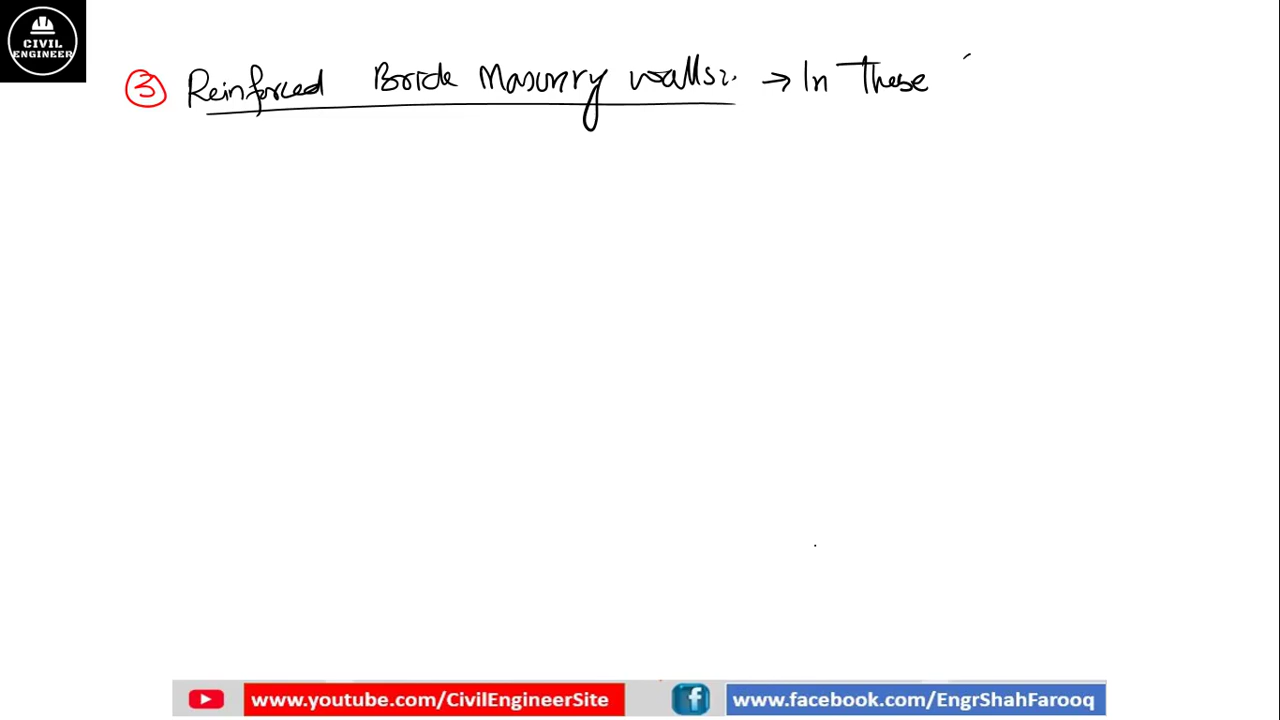 CIVIL
ENGINEER
③ Reinforced Brick Masonry walls:. → In These
www.youtube.com/CivilEngineerSite
www.facebook.com/EngrShahFarooq